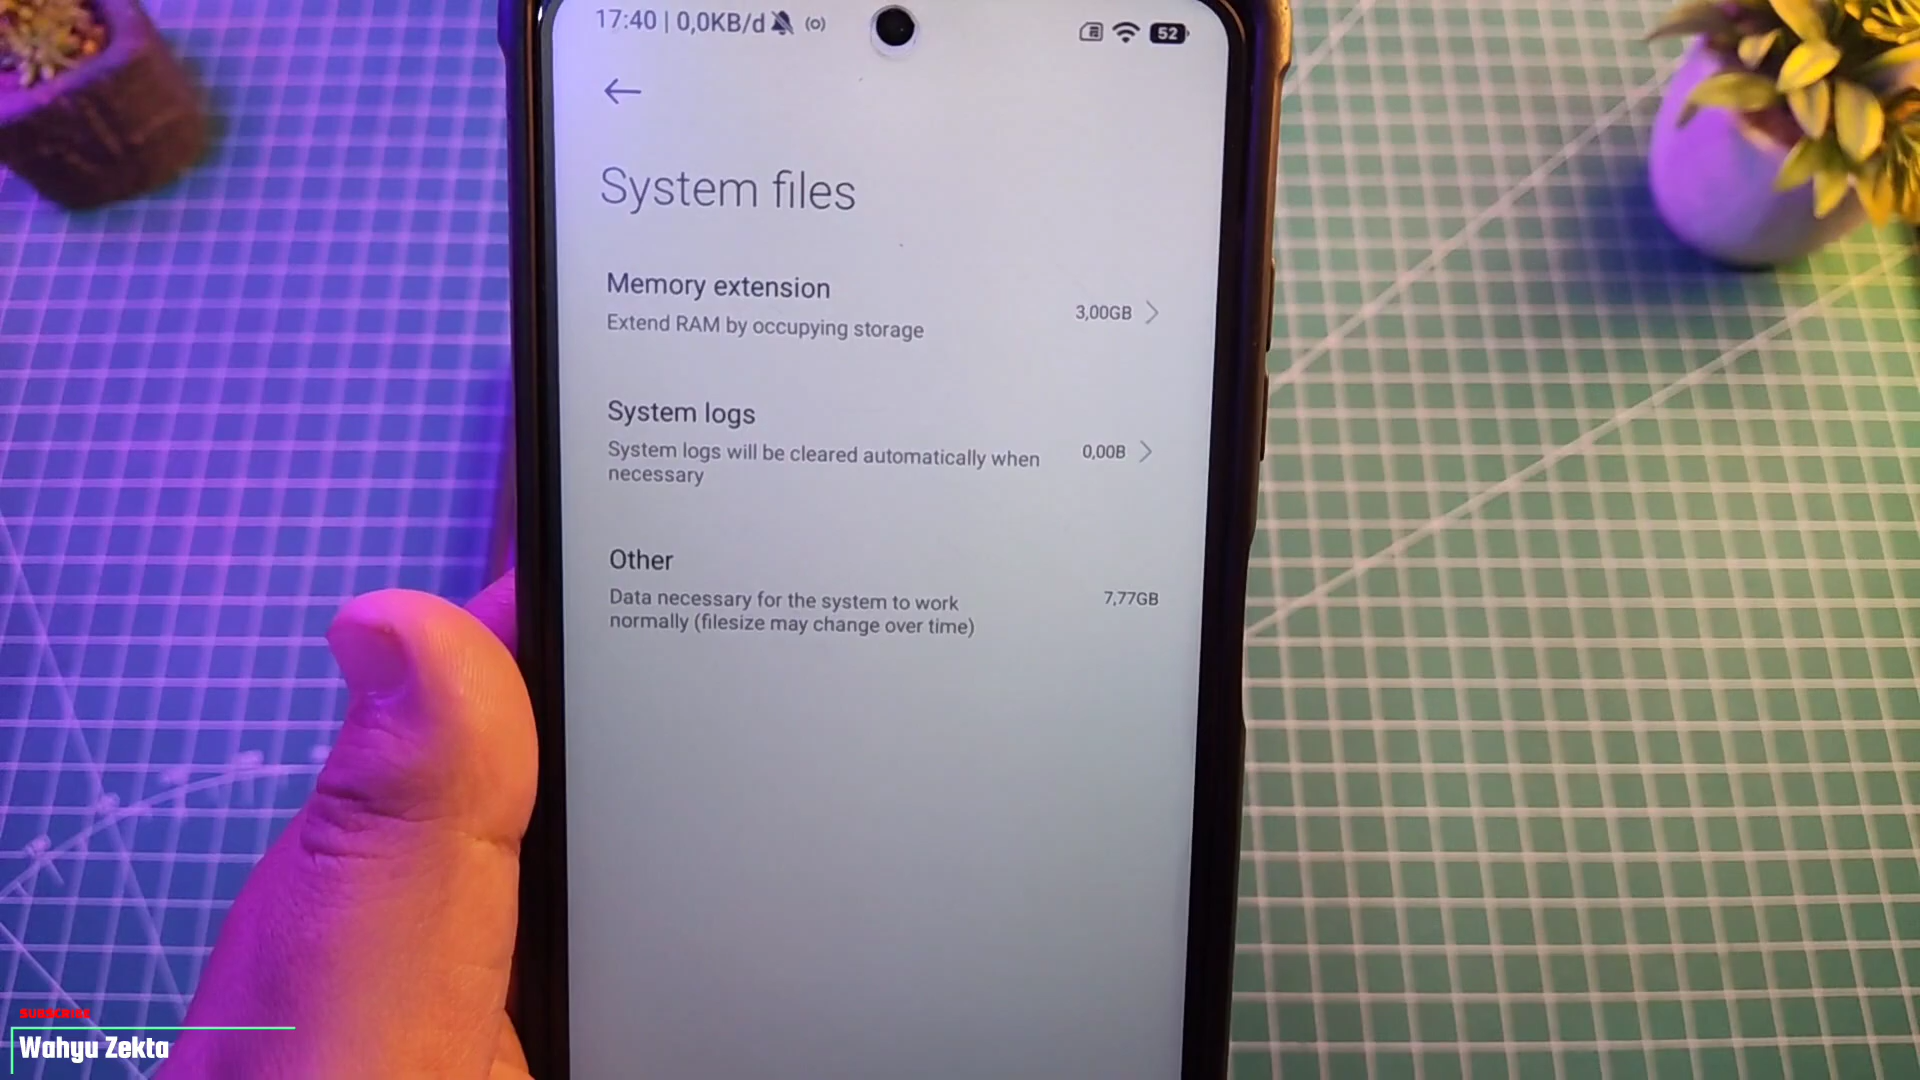 17:40 | 0,0KB/d
52
System files
Memory extension
Extend RAM by occupying storage
3,00GB
System logs
System logs will be cleared automatically when
necessary
0,00B
Other
Data necessary for the system to work
normally (filesize may change over time)
7,77GB
SUBSCRIBE
Wahyu Zekta